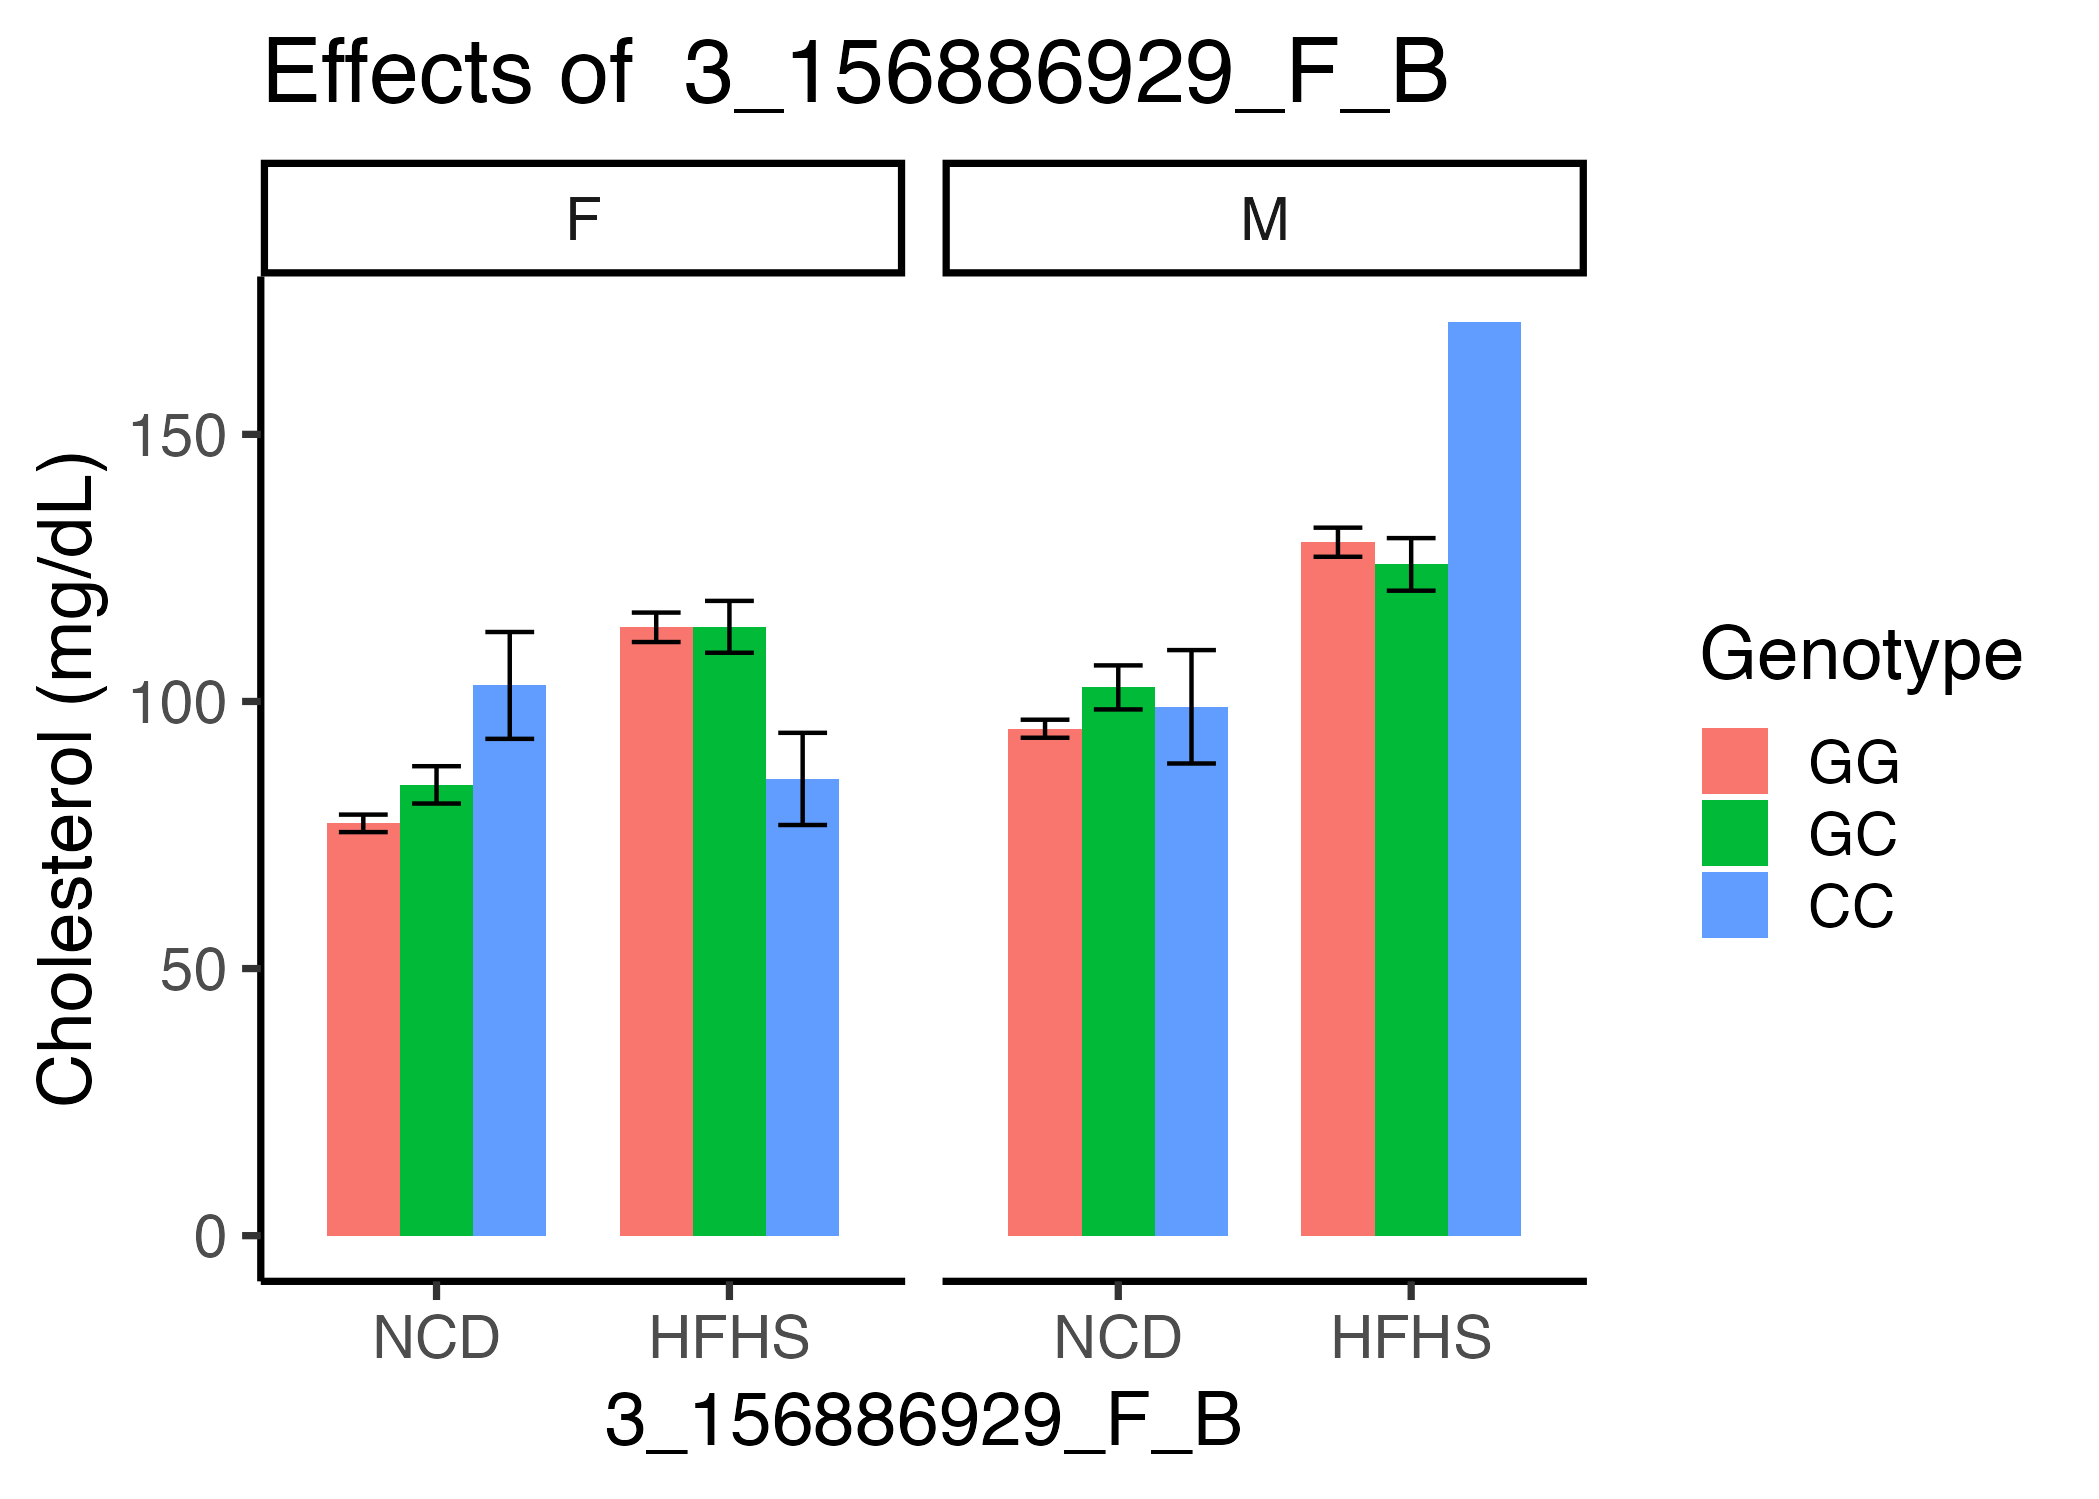 Effects of  3_156886929_F_B
F
M
Cholesterol (mg/dL)
150
100
50
0
NCD
HFHS
NCD
HFHS
3_156886929_F_B
Genotype
GG
GC
CC